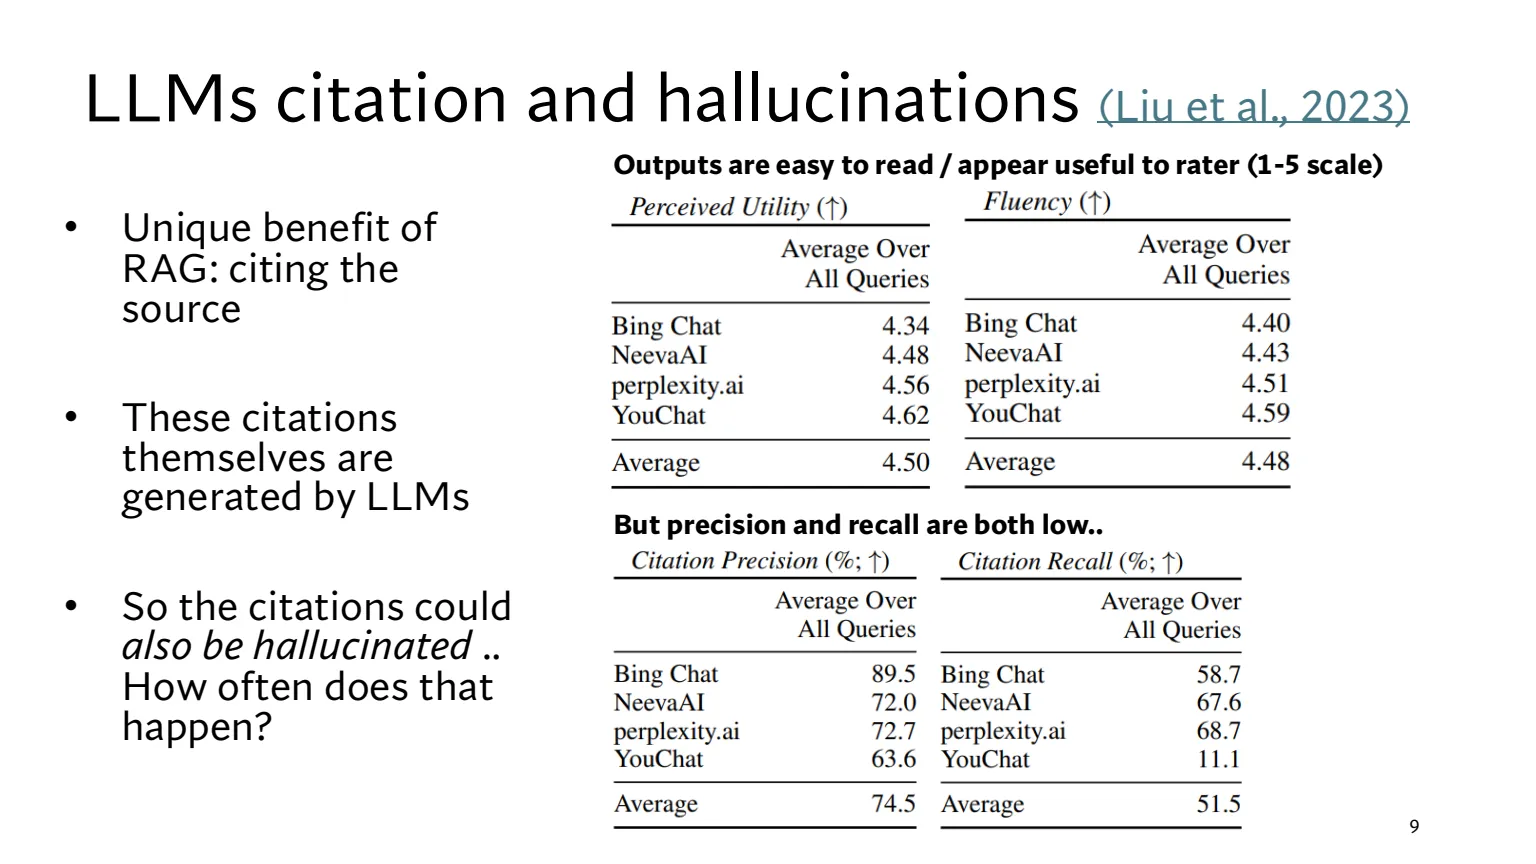 LLMs citation and hallucinations (Liu et al., 2023)
• Unique benefit of
RAG: citing the
source
• These citations
themselves are
generated by LLMs
• So the citations could
also be hallucinated ..
How often does that
happen?
Outputs are easy to read / appear useful to rater (1-5 scale)
Perceived Utility (↑)
Average Over
All Queries
Bing Chat 4.34
NeevaAI 4.48
perplexity.ai 4.56
YouChat 4.62
Average 4.50
Fluency (↑)
Average Over
All Queries
Bing Chat 4.40
NeevaAI 4.43
perplexity.ai 4.51
YouChat 4.59
Average 4.48
But precision and recall are both low..
Citation Precision (%; ↑)
Average Over
All Queries
Bing Chat 89.5
NeevaAI 72.0
perplexity.ai 72.7
YouChat 63.6
Average 74.5
Citation Recall (%; ↑)
Average Over
All Queries
Bing Chat 58.7
NeevaAI 67.6
perplexity.ai 68.7
YouChat 11.1
Average 51.5
9